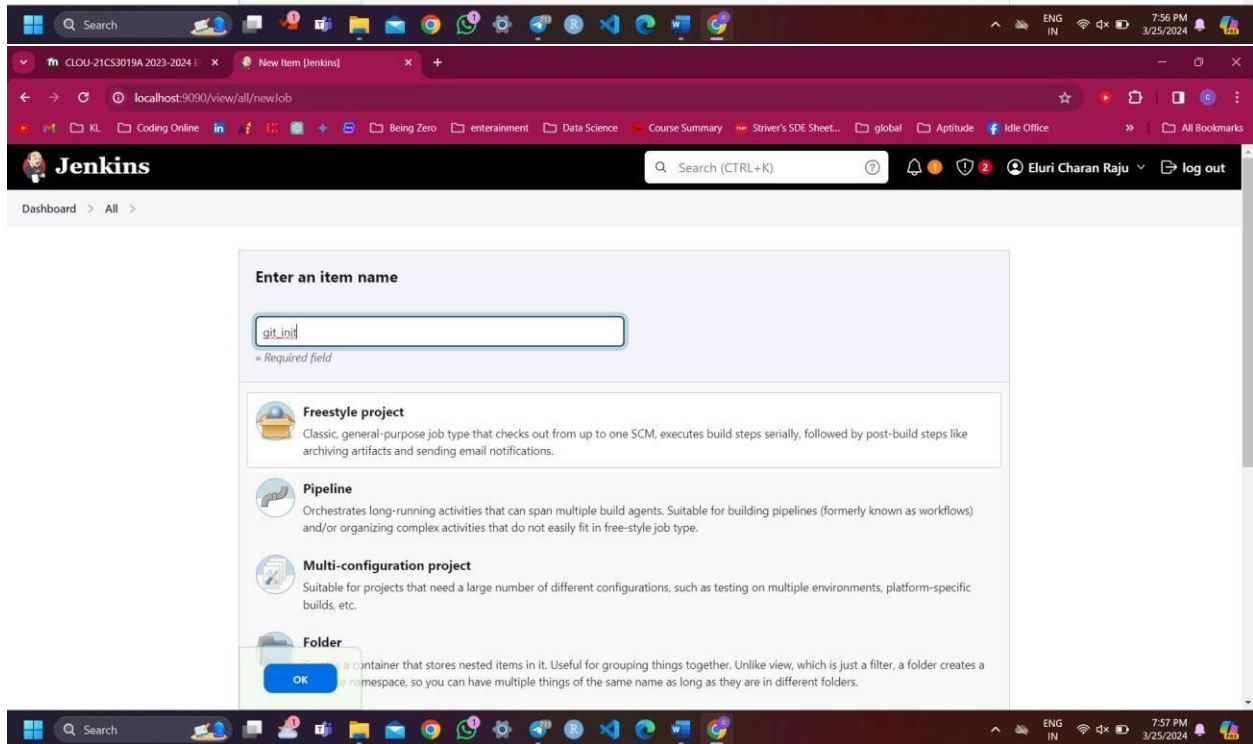 Search
ENG
IN
7:56 PM
3/25/2024
CLOU-21CS3019A 2023-2024 E
New Item [Jenkins]
localhost:9090/view/all/newJob
KL
Coding Online
Being Zero
enterainment
Data Science
Course Summary
Striver's SDE Sheet...
global
Aptitude
Idle Office
»
All Bookmarks
Jenkins
Search (CTRL+K)
1
2
Eluri Charan Raju
log out
Dashboard > All >
Enter an item name
git_init
» Required field
Freestyle project
Classic, general-purpose job type that checks out from up to one SCM, executes build steps serially, followed by post-build steps like
archiving artifacts and sending email notifications.
Pipeline
Orchestrates long-running activities that can span multiple build agents. Suitable for building pipelines (formerly known as workflows)
and/or organizing complex activities that do not easily fit in free-style job type.
Multi-configuration project
Suitable for projects that need a large number of different configurations, such as testing on multiple environments, platform-specific
builds, etc.
Folder
a container that stores nested items in it. Useful for grouping things together. Unlike view, which is just a filter, a folder creates a
namespace, so you can have multiple things of the same name as long as they are in different folders.
OK
Search
ENG
IN
7:57 PM
3/25/2024